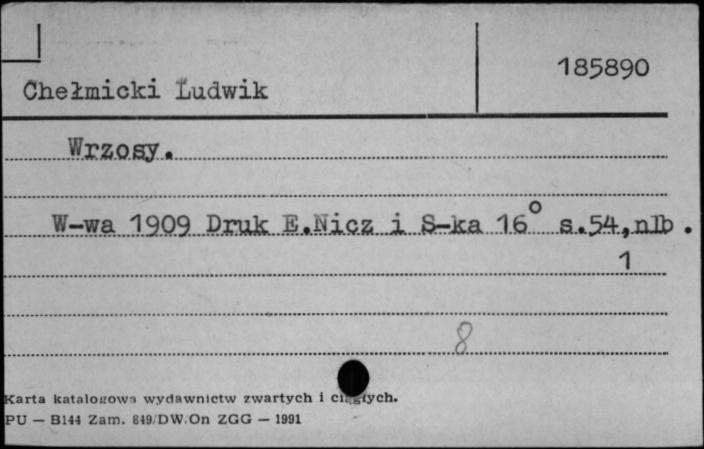 185890
Chełmicki Ludwik
Wrzosy.
W-wa 1909 Druk E.Nicz i S-ka 16° s.54,nlb.
1
8
Karta katalogowa wydawnictw zwartych i ciągłych.
PU — B144 Zam. 849/DW/On ZGG — 1991